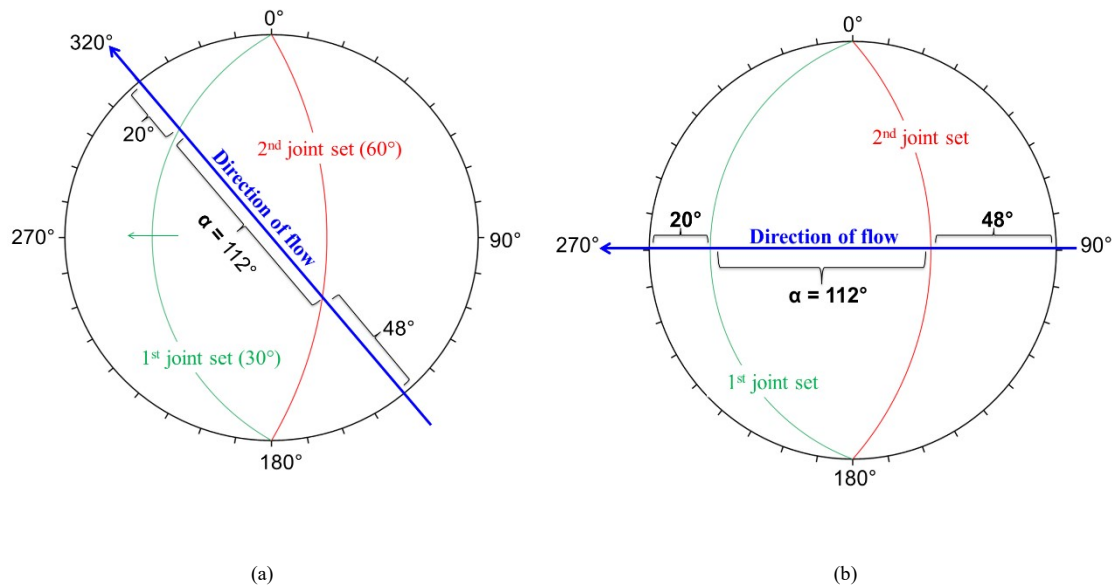 0°
320°
20°
2nd joint set (60°)
Direction of flow
α = 112°
270°
90°
48°
1st joint set (30°)
180°
(a)
0°
2nd joint set
20°
48°
270°
Direction of flow
90°
α = 112°
1st joint set
180°
(b)